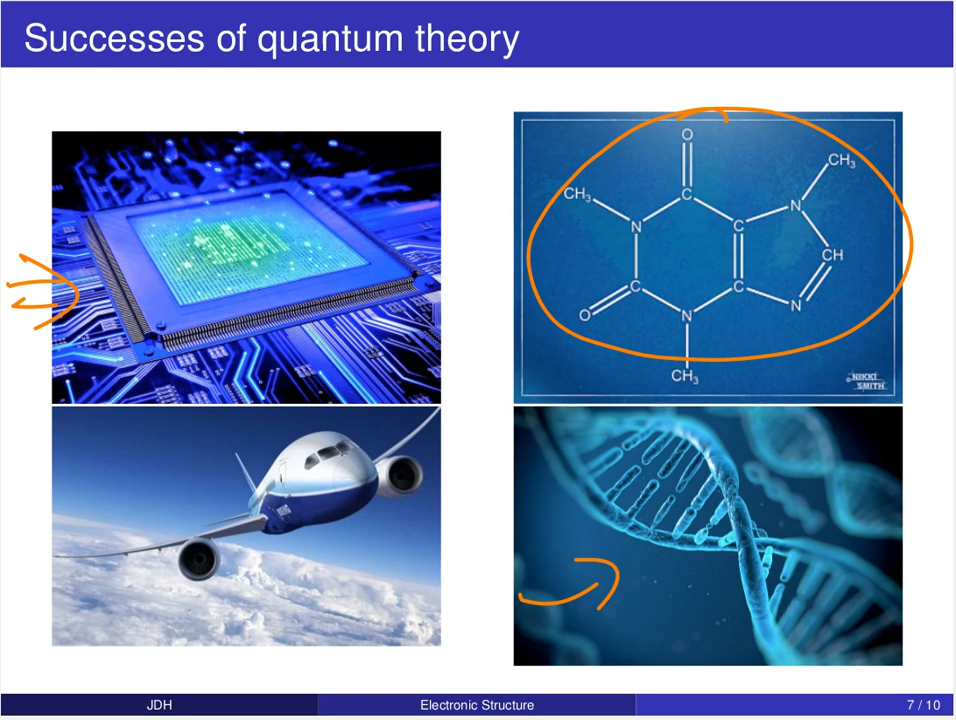 Successes of quantum theory
O
CH₃
CH₃
C
N
N
C
CH
C
C
O
N
N
CH₃
NIKKI
SMITH
JDH
Electronic Structure
7 / 10